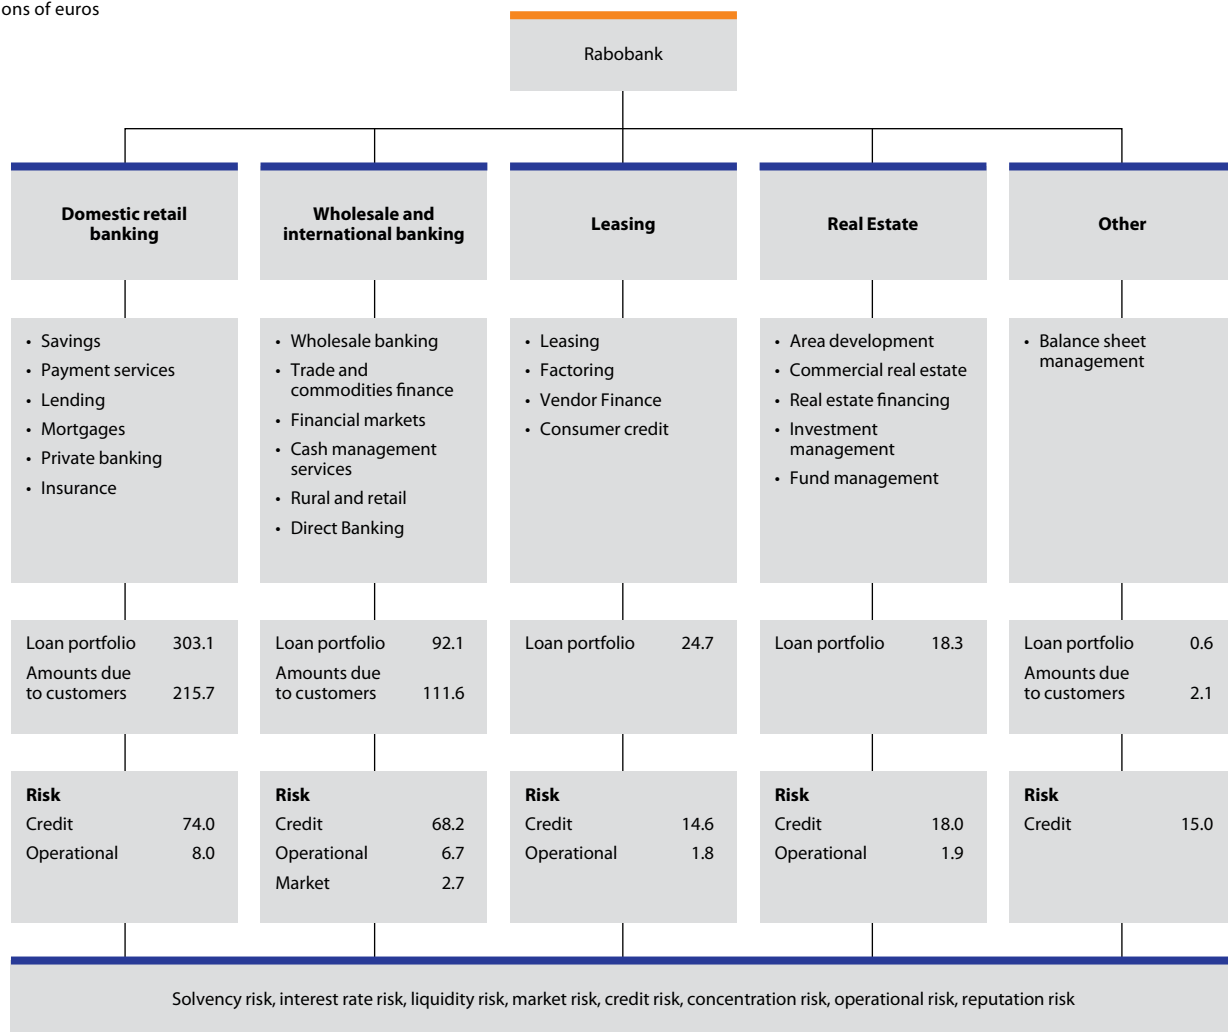 ons of euros
Rabobank
Domestic retail
banking
Wholesale and
international banking
Leasing
Real Estate
Other
• Savings
• Payment services
• Lending
• Mortgages
• Private banking
• Insurance
• Wholesale banking
• Trade and
commodities finance
• Financial markets
• Cash management
services
• Rural and retail
• Direct Banking
• Leasing
• Factoring
• Vendor Finance
• Consumer credit
• Area development
• Commercial real estate
• Real estate financing
• Investment
management
• Fund management
• Balance sheet
management
Loan portfolio 303.1
Amounts due
to customers 215.7
Loan portfolio 92.1
Amounts due
to customers 111.6
Loan portfolio 24.7
Loan portfolio 18.3
Loan portfolio 0.6
Amounts due
to customers 2.1
Risk
Credit 74.0
Operational 8.0
Risk
Credit 68.2
Operational 6.7
Market 2.7
Risk
Credit 14.6
Operational 1.8
Risk
Credit 18.0
Operational 1.9
Risk
Credit 15.0
Solvency risk, interest rate risk, liquidity risk, market risk, credit risk, concentration risk, operational risk, reputation risk